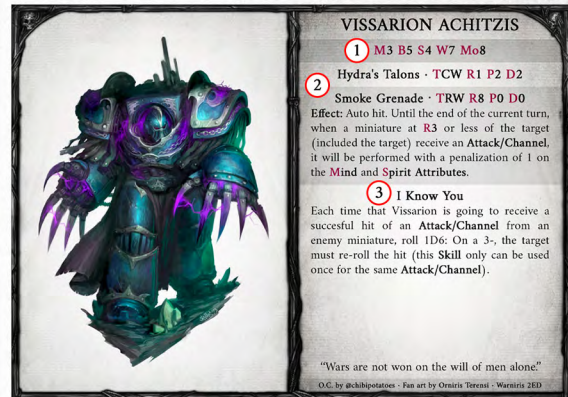 VISSARION ACHITZIS
1 M3 B5 S4 W7 Mo8
Hydra's Talons · TCW R1 P2 D2
2
Smoke Grenade · TRW R8 P0 D0
Effect: Auto hit. Until the end of the current turn,
when a miniature at R3 or less of the target
(included the target) receive an Attack/Channel,
it will be performed with a penalization of 1 on
the Mind and Spirit Attributes.
3 I Know You
Each time that Vissarion is going to receive a
succesful hit of an Attack/Channel from an
enemy miniature, roll 1D6: On a 3-, the target
must re-roll the hit (this Skill only can be used
once for the same Attack/Channel).
"Wars are not won on the will of men alone."
O.C. by @chibipotatoes · Fan art by Orniris Terensi · Warniris 2ED